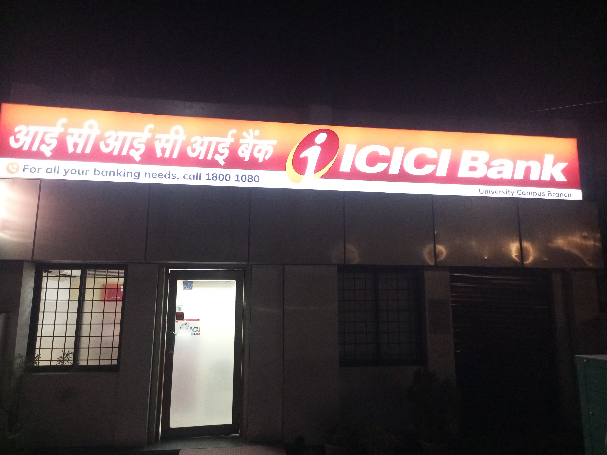 आई सी आई सी आई बैंक
i ICICI Bank
For all your banking needs, call 1800 1080
University Campus Branch